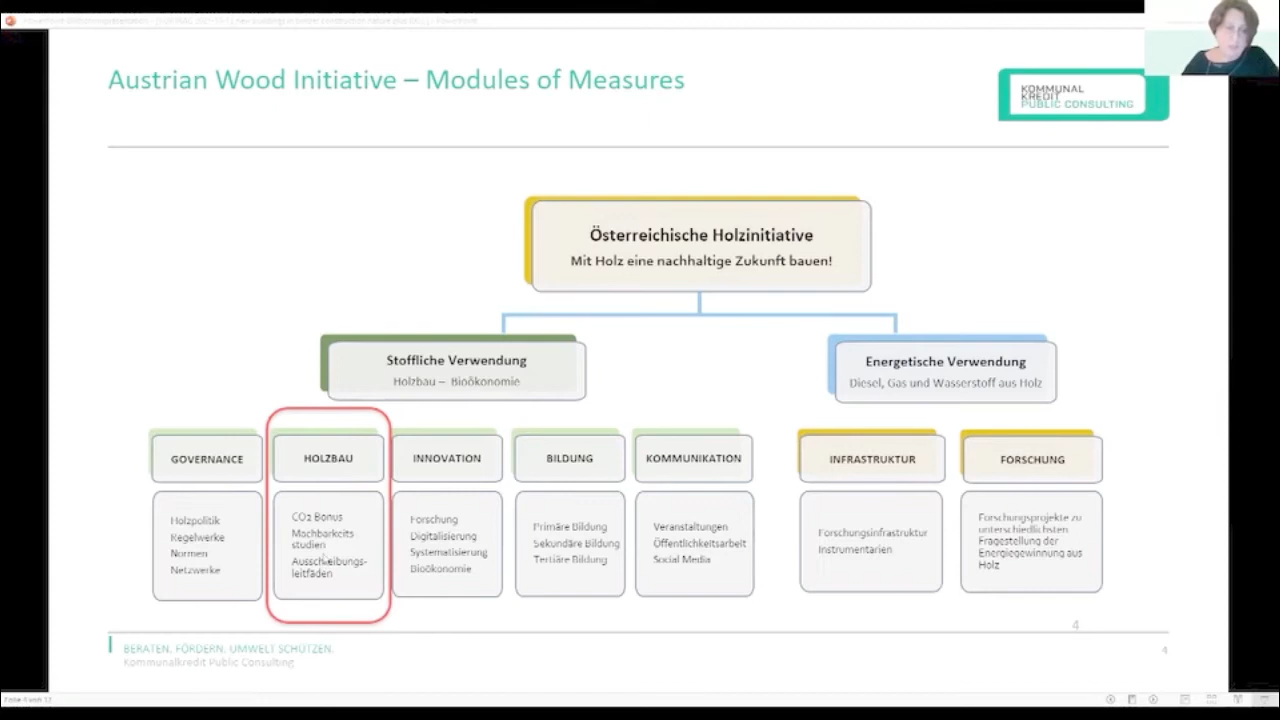 Austrian Wood Initiative – Modules of Measures
KOMMUNAL
KREDIT
PUBLIC CONSULTING
Österreichische Holzinitiative
Mit Holz eine nachhaltige Zukunft bauen!
Stoffliche Verwendung
Holzbau – Bioökonomie
Energetische Verwendung
Diesel, Gas und Wasserstoff aus Holz
GOVERNANCE
Holzpolitik
Regelwerke
Normen
Netzwerke
HOLZBAU
CO2 Bonus
Machbarkeits
studien
Ausschreibungs-
leitfäden
INNOVATION
Forschung
Digitalisierung
Systematisierung
Bioökonomie
BILDUNG
Primäre Bildung
Sekundäre Bildung
Tertiäre Bildung
KOMMUNIKATION
Veranstaltungen
Öffentlichkeitsarbeit
Social Media
INFRASTRUKTUR
Forschungsinfrastruktur
Instrumentarien
FORSCHUNG
Forschungsprojekte zu
unterschiedlichsten
Fragestellung der
Energiegewinnung aus
Holz
4
BERATEN. FÖRDERN. UMWELT SCHÜTZEN.
Kommunalkredit Public Consulting
4